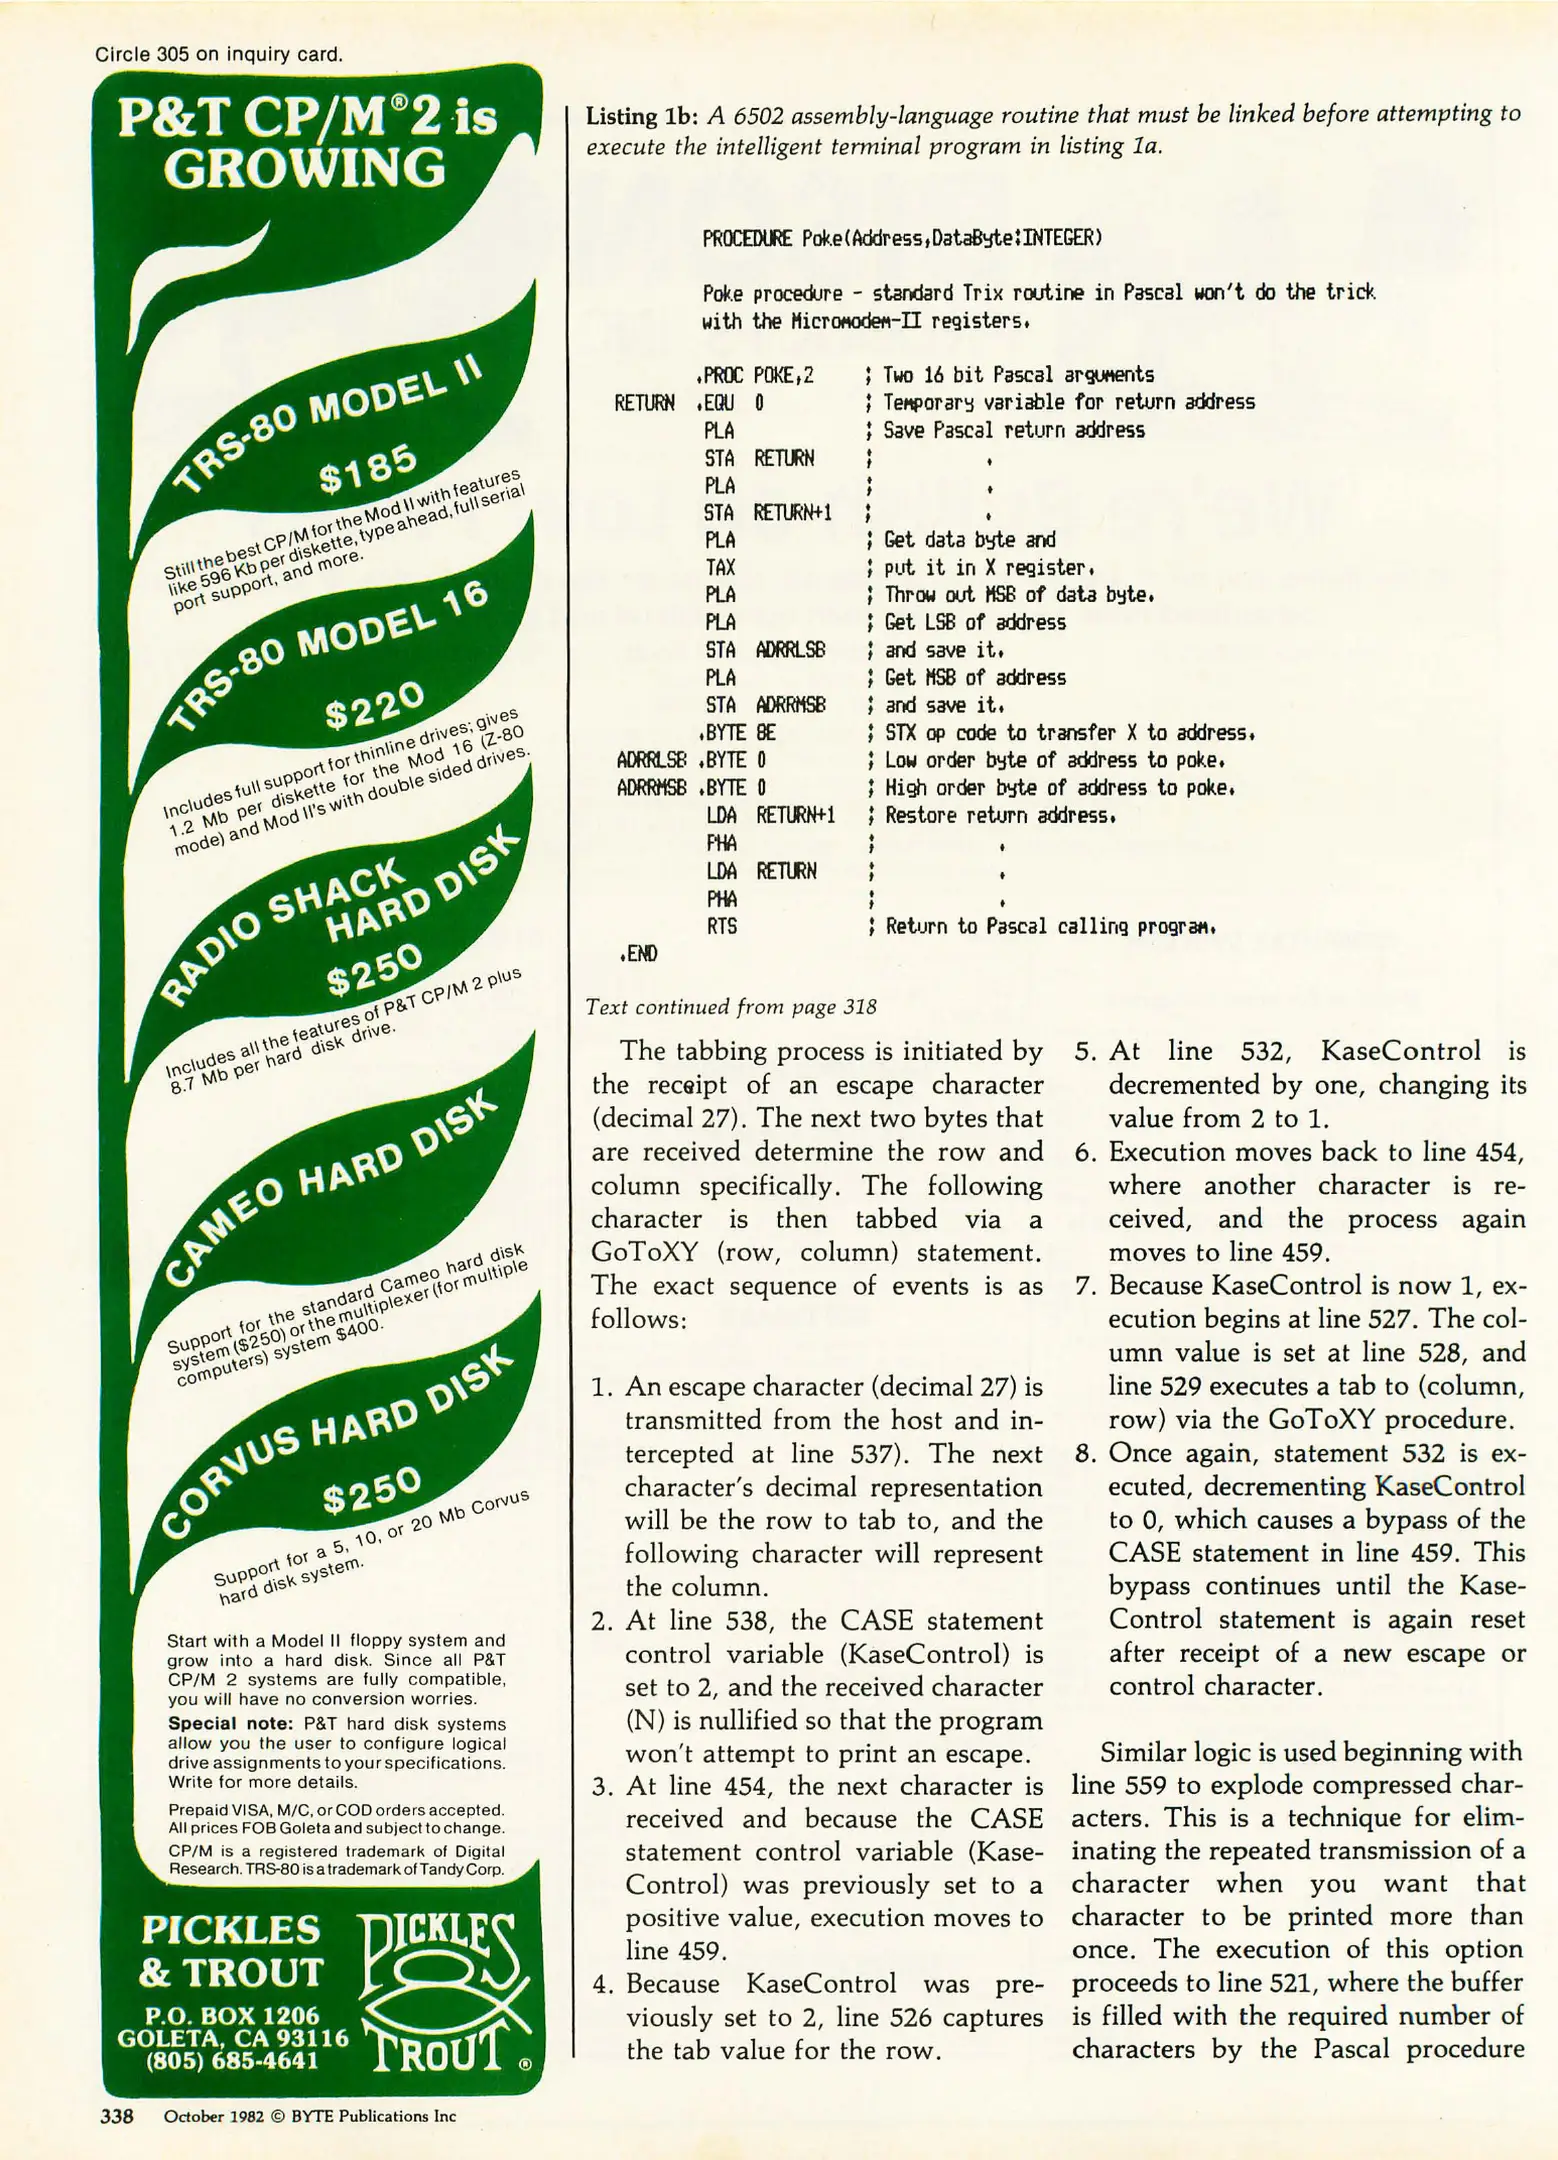 Circle 305 on inquiry card.
P&T CP/M®2 is
GROWING
TRS-80 MODEL II
$185
Still the best CP/M for the Mod II with features
like 596 Kb per diskette, type ahead, full serial
port support, and more.
TRS-80 MODEL 16
$220
Includes full support for thinline drives; gives
1.2 Mb per diskette for the Mod 16 (Z-80
mode) and Mod II's with double sided drives.
RADIO SHACK
HARD DISK
$250
Includes all the features of P&T CP/M 2 plus
8.7 Mb per hard disk drive.
CAMEO HARD DISK
Support for the standard Cameo hard disk
system ($250) or the multiplexer (for multiple
computers) system $400.
CORVUS HARD DISK
$250
Support for a 5, 10, or 20 Mb Corvus
hard disk system.
Start with a Model II floppy system and
grow into a hard disk. Since all P&T
CP/M 2 systems are fully compatible,
you will have no conversion worries.
Special note: P&T hard disk systems
allow you the user to configure logical
drive assignments to your specifications.
Write for more details.
Prepaid VISA, M/C, or COD orders accepted.
All prices FOB Goleta and subject to change.
CP/M is a registered trademark of Digital
Research. TRS-80 is a trademark of Tandy Corp.
PICKLES
& TROUT
P.O. BOX 1206
GOLETA, CA 93116
(805) 685-4641
PICKLES
&
TROUT ®
Listing 1b: A 6502 assembly-language routine that must be linked before attempting to
execute the intelligent terminal program in listing 1a.
PROCEDURE Poke(Address,DataByte:INTEGER)
Poke procedure - standard Trix routine in Pascal won't do the trick
with the Micromodem-II registers.
.PROC POKE,2 ; Two 16 bit Pascal arguments
RETURN .EQU 0 ; Temporary variable for return address
PLA ; Save Pascal return address
STA RETURN ; .
PLA ; .
STA RETURN+1 ; .
PLA ; Get data byte and
TAX ; put it in X register.
PLA ; Throw out MSB of data byte.
PLA ; Get LSB of address
STA ADRRLSB ; and save it.
PLA ; Get MSB of address
STA ADRRMSB ; and save it.
.BYTE 8E ; STX op code to transfer X to address.
ADRRLSB .BYTE 0 ; Low order byte of address to poke.
ADRRMSB .BYTE 0 ; High order byte of address to poke.
LDA RETURN+1 ; Restore return address.
PHA ; .
LDA RETURN ; .
PHA ; .
RTS ; Return to Pascal calling program.
.END
Text continued from page 318
The tabbing process is initiated by
the receipt of an escape character
(decimal 27). The next two bytes that
are received determine the row and
column specifically. The following
character is then tabbed via a
GoToXY (row, column) statement.
The exact sequence of events is as
follows:
1. An escape character (decimal 27) is
transmitted from the host and in-
tercepted at line 537). The next
character's decimal representation
will be the row to tab to, and the
following character will represent
the column.
2. At line 538, the CASE statement
control variable (KaseControl) is
set to 2, and the received character
(N) is nullified so that the program
won't attempt to print an escape.
3. At line 454, the next character is
received and because the CASE
statement control variable (Kase-
Control) was previously set to a
positive value, execution moves to
line 459.
4. Because KaseControl was pre-
viously set to 2, line 526 captures
the tab value for the row.
5. At line 532, KaseControl is
decremented by one, changing its
value from 2 to 1.
6. Execution moves back to line 454,
where another character is re-
ceived, and the process again
moves to line 459.
7. Because KaseControl is now 1, ex-
ecution begins at line 527. The col-
umn value is set at line 528, and
line 529 executes a tab to (column,
row) via the GoToXY procedure.
8. Once again, statement 532 is ex-
ecuted, decrementing KaseControl
to 0, which causes a bypass of the
CASE statement in line 459. This
bypass continues until the Kase-
Control statement is again reset
after receipt of a new escape or
control character.
Similar logic is used beginning with
line 559 to explode compressed char-
acters. This is a technique for elim-
inating the repeated transmission of a
character when you want that
character to be printed more than
once. The execution of this option
proceeds to line 521, where the buffer
is filled with the required number of
characters by the Pascal procedure
338 October 1982 © BYTE Publications Inc